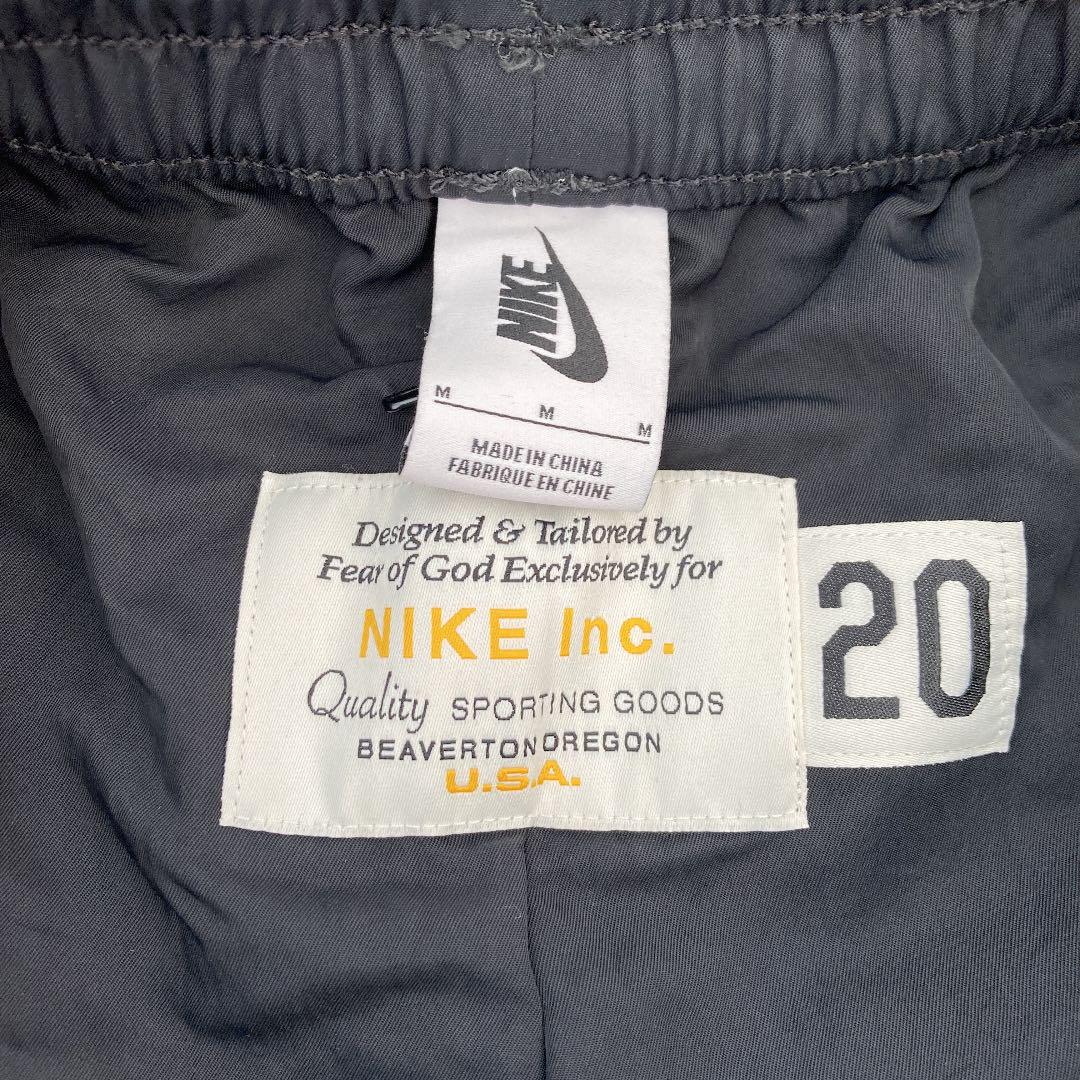 NIKE
M M M
MADE IN CHINA
FABRIQUE EN CHINE
Designed & Tailored by
Fear of God Exclusively for
NIKE Inc.
Quality SPORTING GOODS
BEAVERTON OREGON
U.S.A.
20